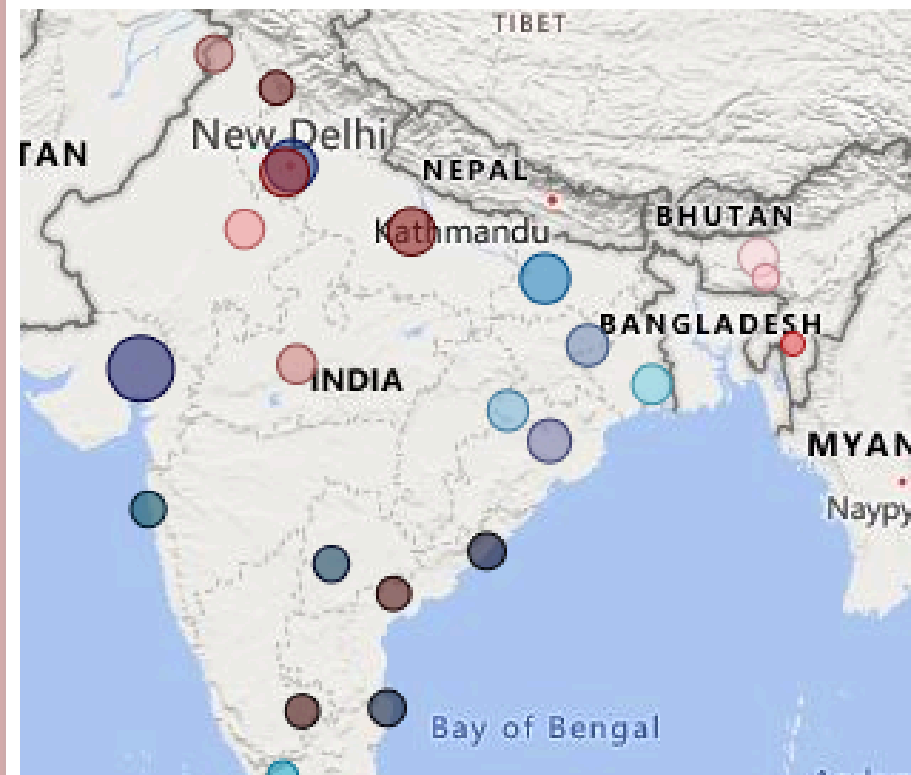 TIBET
New Delhi
TAN
NEPAL
BHUTAN
Kathmandu
BANGLADESH
INDIA
MYAN
Naypy
Bay of Bengal